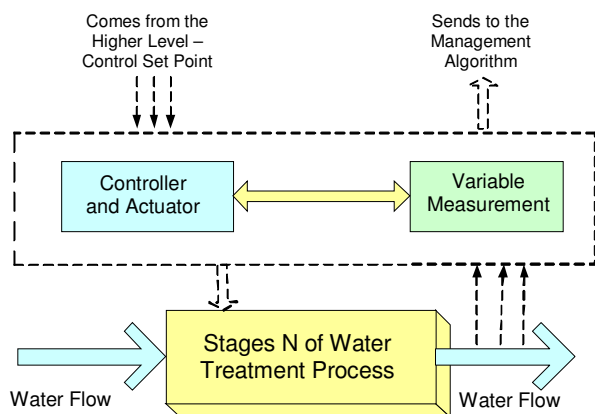 Comes from the
Higher Level –
Control Set Point
Sends to the
Management
Algorithm
Controller
and Actuator
Variable
Measurement
Stages N of Water
Treatment Process
Water Flow
Water Flow